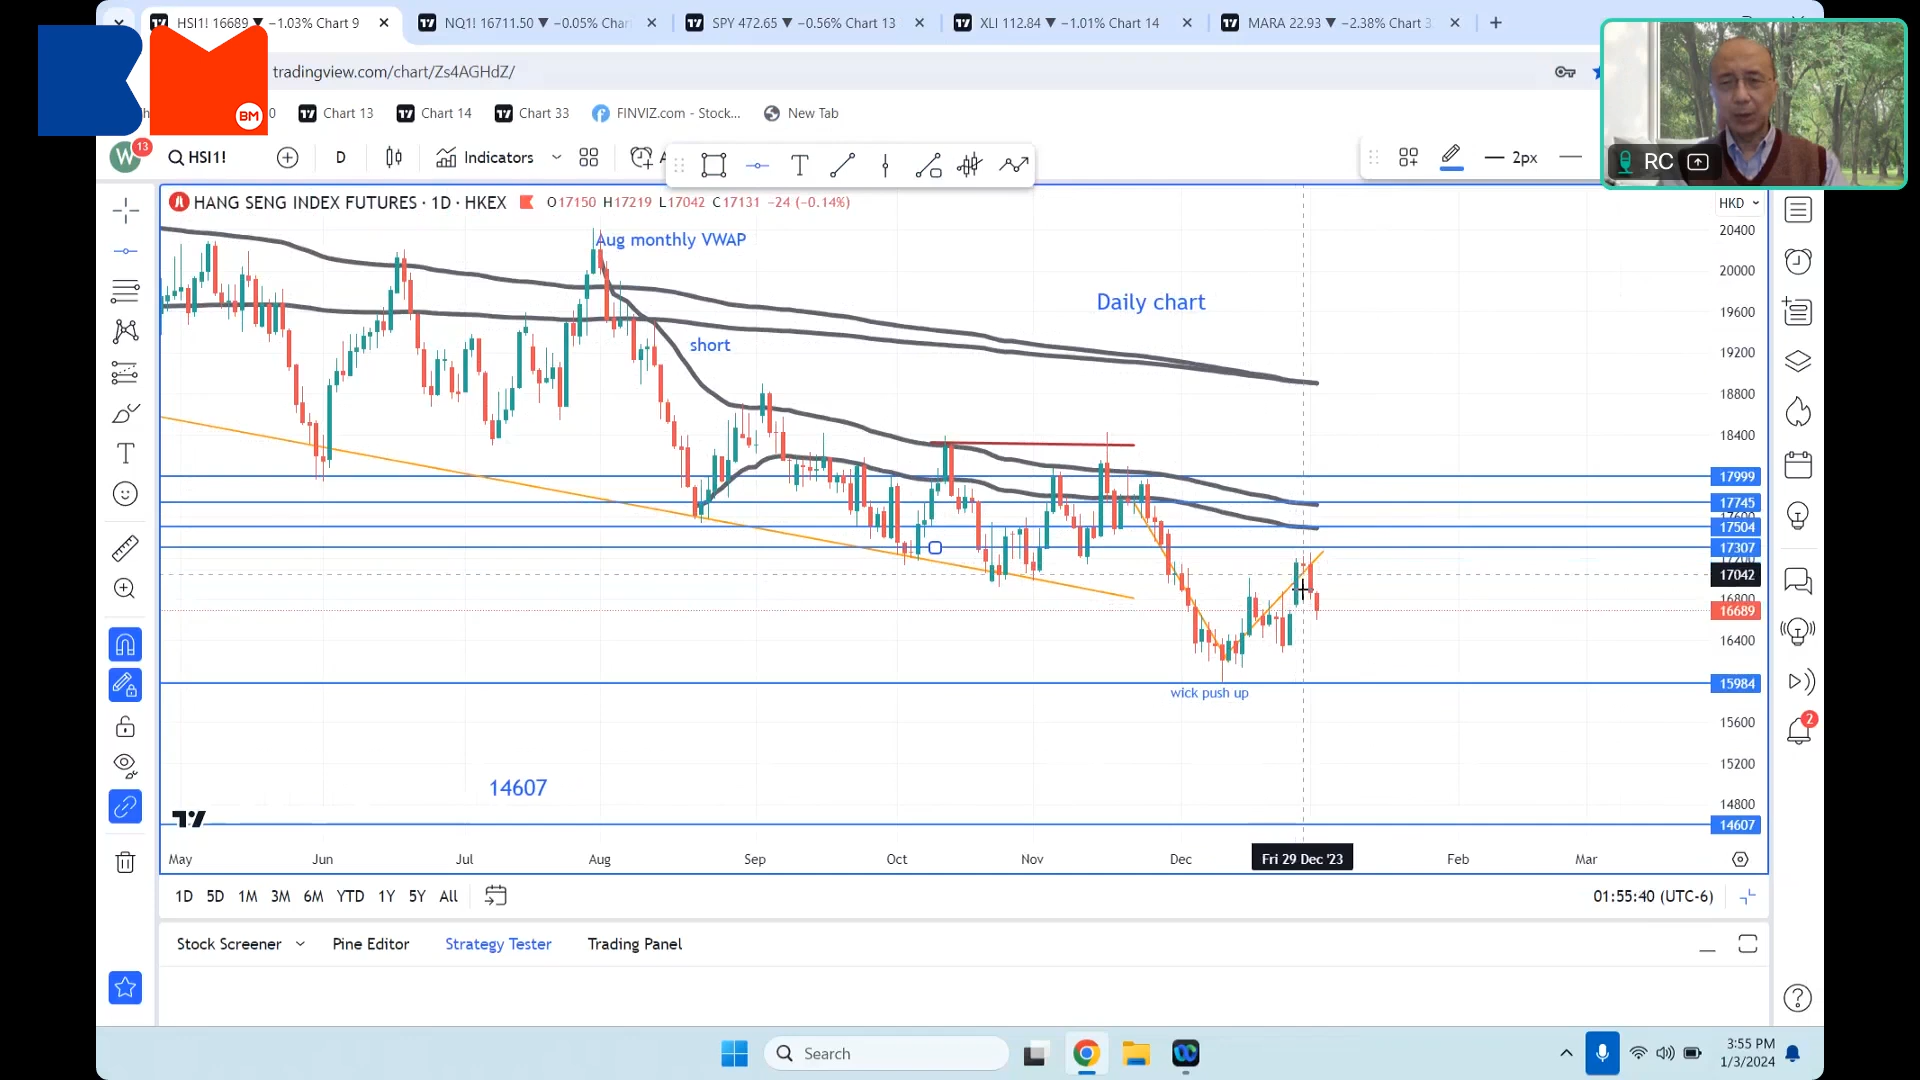 HSI1! 16689 ▼ −1.03% Chart 9
NQ1! 16711.50 ▼ −0.05% Char
SPY 472.65 ▼ −0.56% Chart 13
XLI 112.84 ▼ −1.01% Chart 14
MARA 22.93 ▼ −2.38% Chart 3
tradingview.com/chart/Zs4AGHdZ/
BM
Chart 13
Chart 14
Chart 33
FINVIZ.com - Stock...
New Tab
RC
W 13
HSI1!
D
Indicators
2px
HANG SENG INDEX FUTURES · 1D · HKEX
O17150 H17219 L17042 C17131 −24 (−0.14%)
HKD
Aug monthly VWAP
Daily chart
short
wick push up
14607
20400
20000
19600
19200
18800
18400
17999
17745
17504
17307
17042
16800
16689
16400
15984
15600
15200
14800
14607
May
Jun
Jul
Aug
Sep
Oct
Nov
Dec
Fri 29 Dec '23
Feb
Mar
1D 5D 1M 3M 6M YTD 1Y 5Y All
01:55:40 (UTC-6)
2
Stock Screener
Pine Editor
Strategy Tester
Trading Panel
Search
3:55 PM
1/3/2024